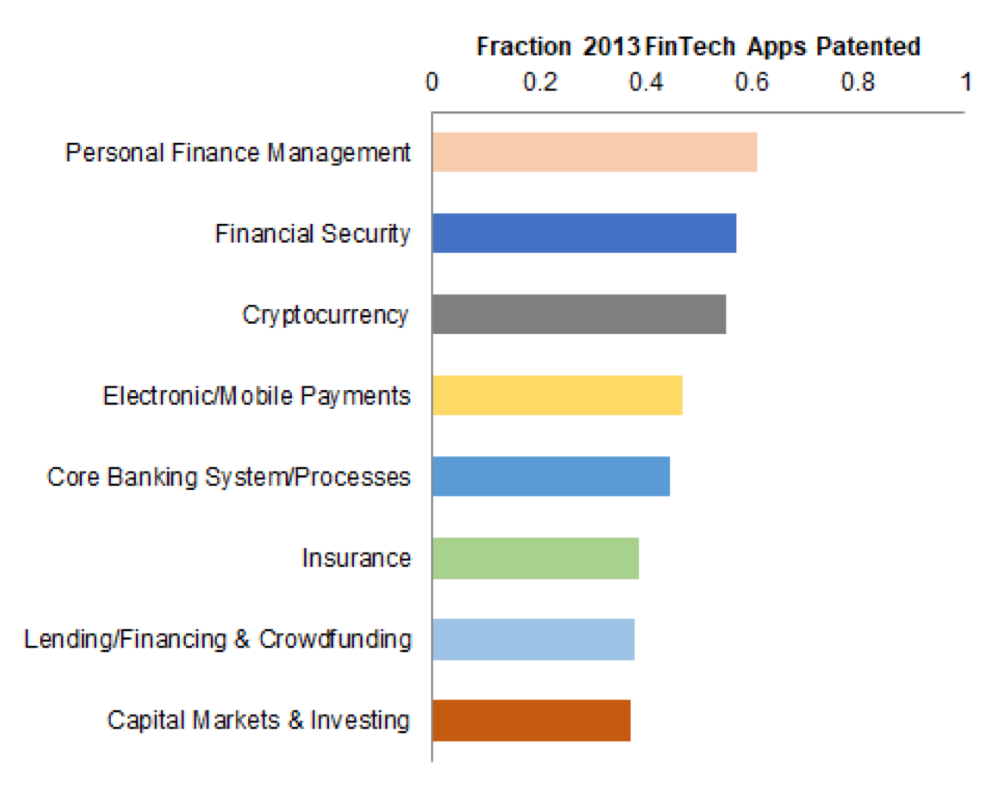 Fraction 2013 FinTech Apps Patented
0 0.2 0.4 0.6 0.8 1
Personal Finance Management
Financial Security
Cryptocurrency
Electronic/Mobile Payments
Core Banking System/Processes
Insurance
Lending/Financing & Crowdfunding
Capital Markets & Investing